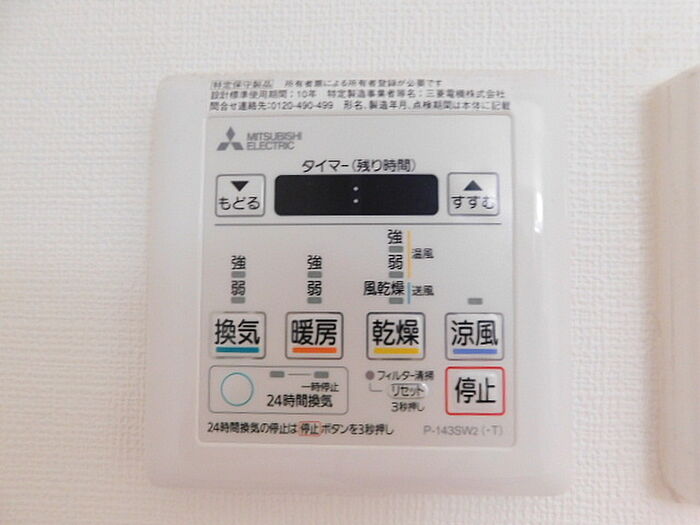 特定保守製品 所有者票による所有者登録が必要です
設計標準使用期間：10年 特定製造事業者等名：三菱電機株式会社
問合せ連絡先：0120-490-499 形名、製造年月、点検期間は本体に記載
MITSUBISHI
ELECTRIC
タイマー（残り時間）
▼ ▲
もどる : すすむ
強 強 強 温風
弱 弱 弱
風乾燥 送風
換気 暖房 乾燥 涼風
フィルター清掃
一時停止 リセット 停止
24時間換気 3秒押し
24時間換気の停止は停止ボタンを3秒押し P-143SW2（・T）